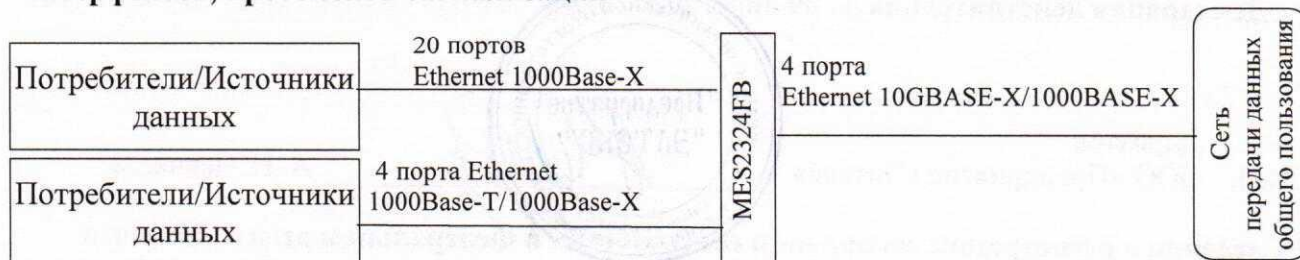 Потребители/Источники
данных
20 портов
Ethernet 1000Base-X
Потребители/Источники
данных
4 порта Ethernet
1000Base-T/1000Base-X
MES2324FB
4 порта
Ethernet 10GBASE-X/1000BASE-X
Сеть
передачи данных
общего пользования